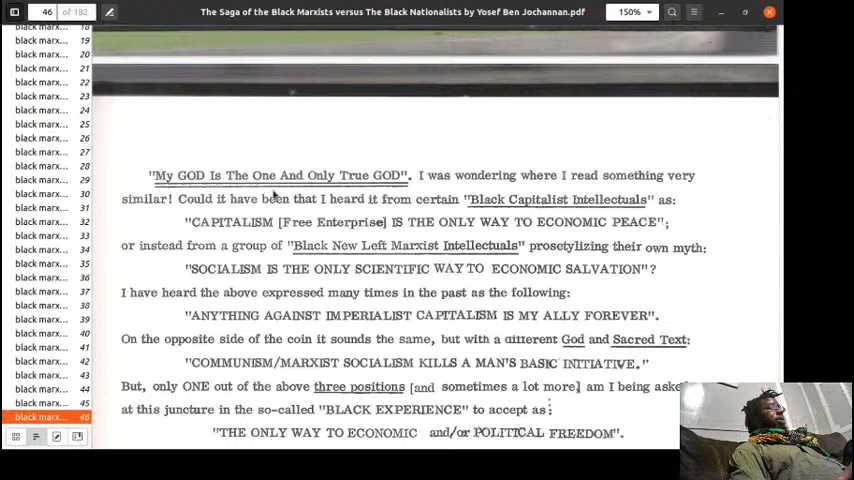 46 of 182
The Saga of the Black Marxists versus The Black Nationalists by Yosef Ben Jochannan.pdf
150%
black marx... 18
black marx... 19
black marx... 20
black marx... 21
black marx... 22
black marx... 23
black marx... 24
black marx... 25
black marx... 26
black marx... 27
black marx... 28
black marx... 29
black marx... 30
black marx... 31
black marx... 32
black marx... 33
black marx... 34
black marx... 35
black marx... 36
black marx... 37
black marx... 38
black marx... 39
black marx... 40
black marx... 41
black marx... 42
black marx... 43
black marx... 44
black marx... 45
black marx... 46
"My GOD Is The One And Only True GOD". I was wondering where I read something very
similar! Could it have been that I heard it from certain "Black Capitalist Intellectuals" as:
"CAPITALISM [Free Enterprise] IS THE ONLY WAY TO ECONOMIC PEACE";
or instead from a group of "Black New Left Marxist Intellectuals" prosetylizing their own myth:
"SOCIALISM IS THE ONLY SCIENTIFIC WAY TO ECONOMIC SALVATION"?
I have heard the above expressed many times in the past as the following:
"ANYTHING AGAINST IMPERIALIST CAPITALISM IS MY ALLY FOREVER".
On the opposite side of the coin it sounds the same, but with a different God and Sacred Text:
"COMMUNISM/MARXIST SOCIALISM KILLS A MAN'S BASIC INITIATIVE."
But, only ONE out of the above three positions [and sometimes a lot more] am I being aske
at this juncture in the so-called "BLACK EXPERIENCE" to accept as:
"THE ONLY WAY TO ECONOMIC and/or POLITICAL FREEDOM".